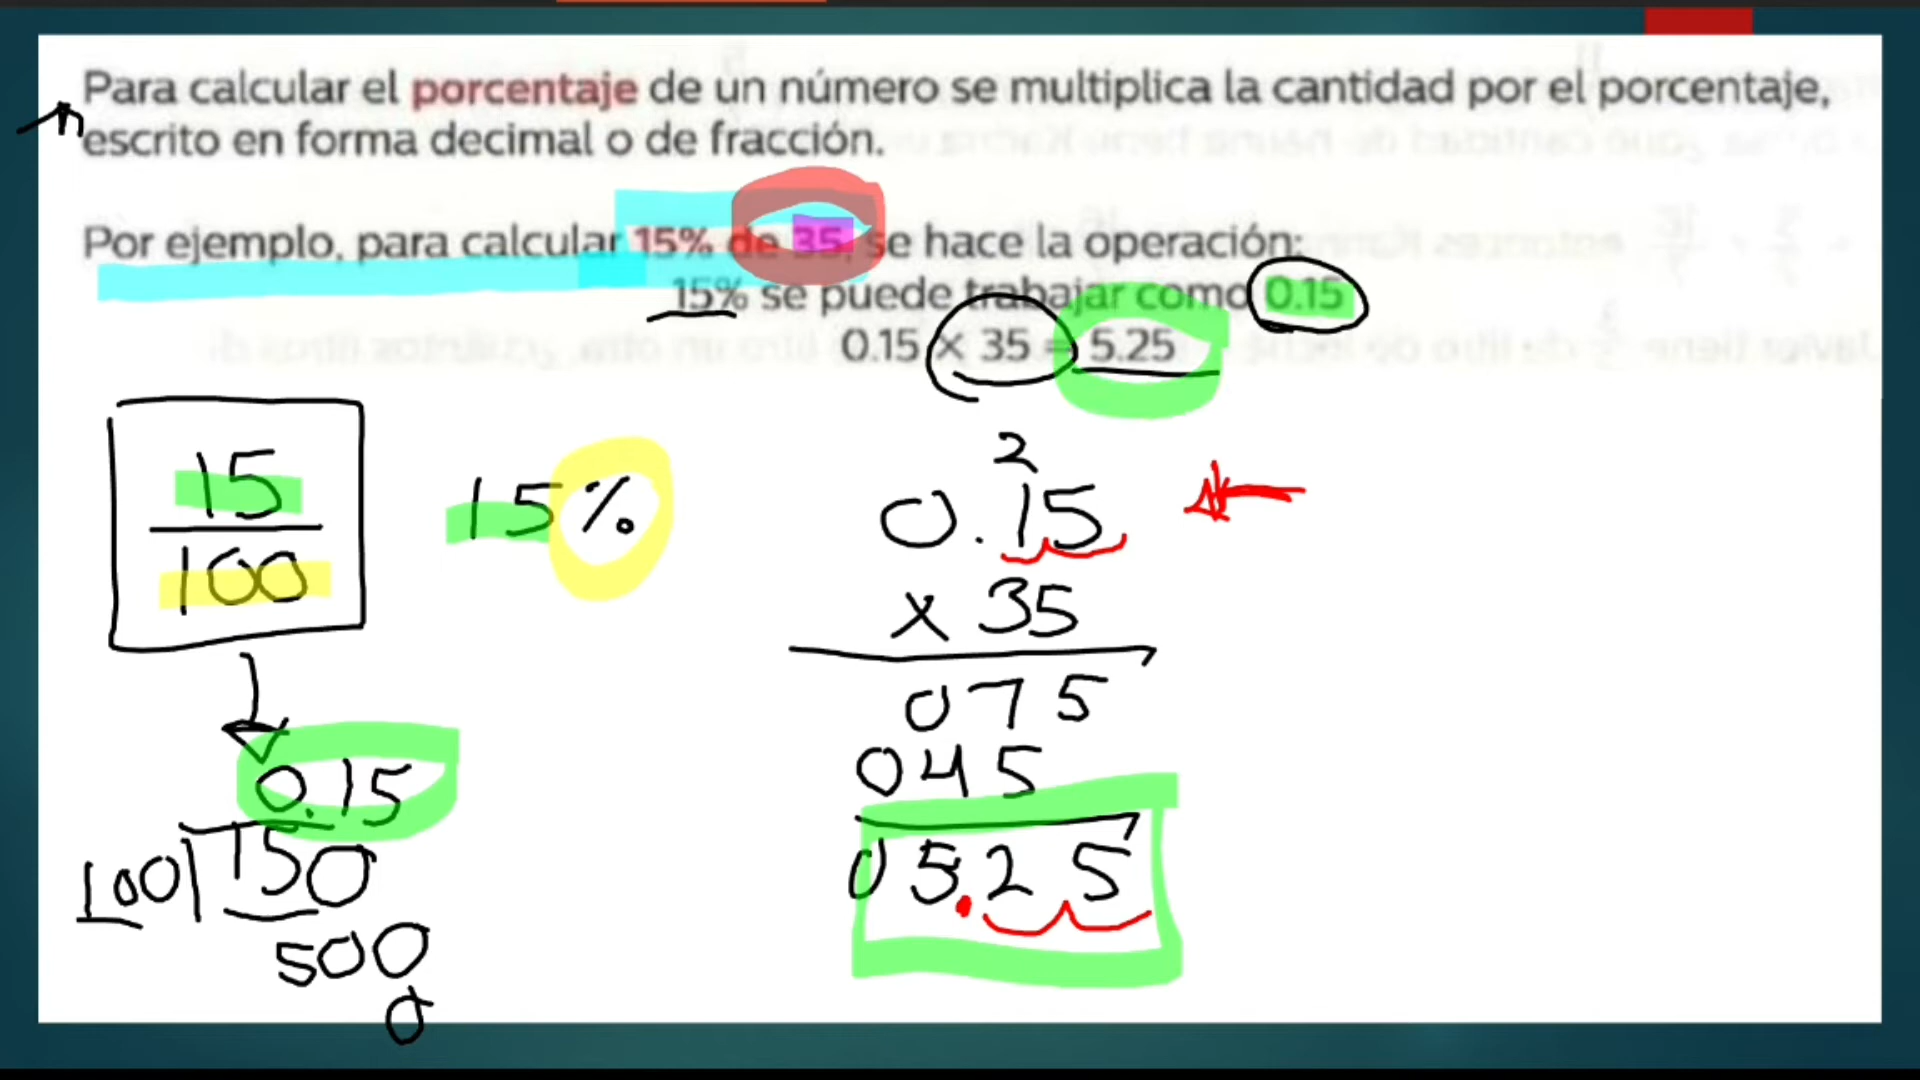 Para calcular el porcentaje de un número se multiplica la cantidad por el porcentaje,
escrito en forma decimal o de fracción.
Por ejemplo, para calcular 15% de 35, se hace la operación:
15% se puede trabajar como 0.15
0.15 × 35 = 5.25
15
100
15%
0.15
100 150
500
0
2
0.15
x 35
075
045
05.25